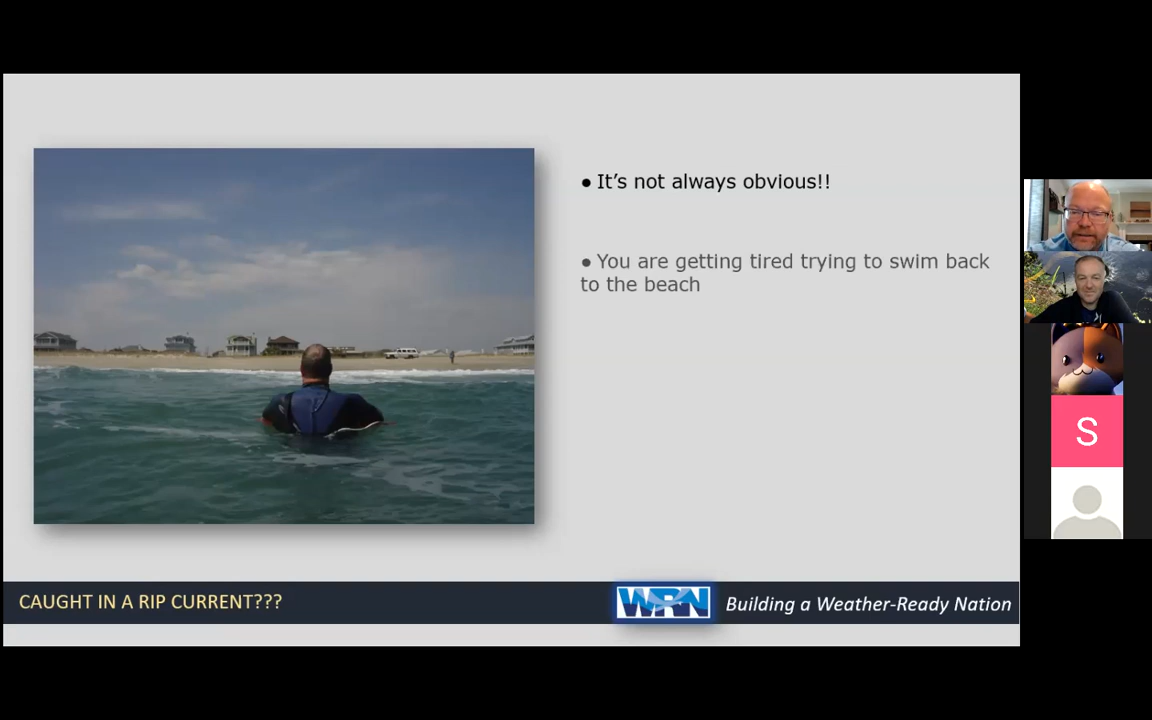 ● It’s not always obvious!!
● You are getting tired trying to swim back
to the beach
S
CAUGHT IN A RIP CURRENT???
WRN
Building a Weather-Ready Nation